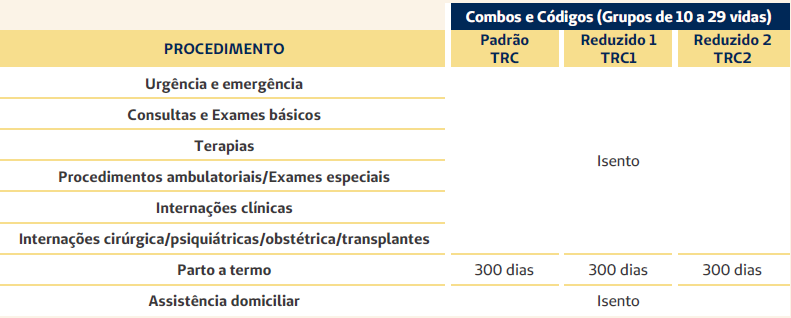 Combos e Códigos (Grupos de 10 a 29 vidas)
PROCEDIMENTO
Padrão
TRC
Reduzido 1
TRC1
Reduzido 2
TRC2
Urgência e emergência
Consultas e Exames básicos
Terapias
Procedimentos ambulatoriais/Exames especiais
Internações clínicas
Internações cirúrgica/psiquiátricas/obstétrica/transplantes
Isento
Parto a termo 300 dias 300 dias 300 dias
Assistência domiciliar Isento